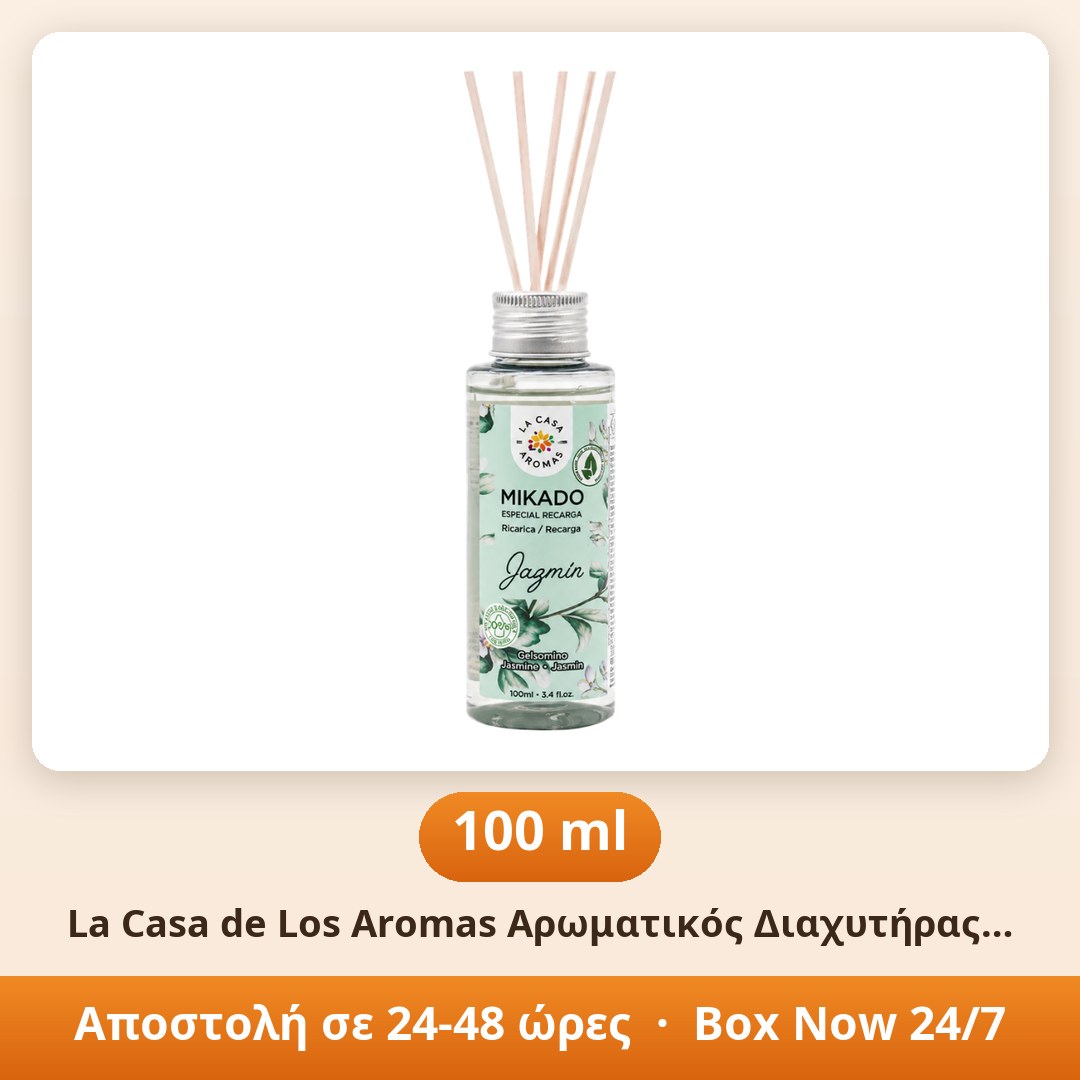 LA CASA
AROMAS
MIKADO
ESPECIAL RECARGA
Ricarica / Recarga
Jazmín
0%
Gelsomino
Jasmine • Jasmin
100ml • 3.4 fl.oz.
100 ml
La Casa de Los Aromas Αρωματικός Διαχυτήρας...
Αποστολή σε 24-48 ώρες · Box Now 24/7